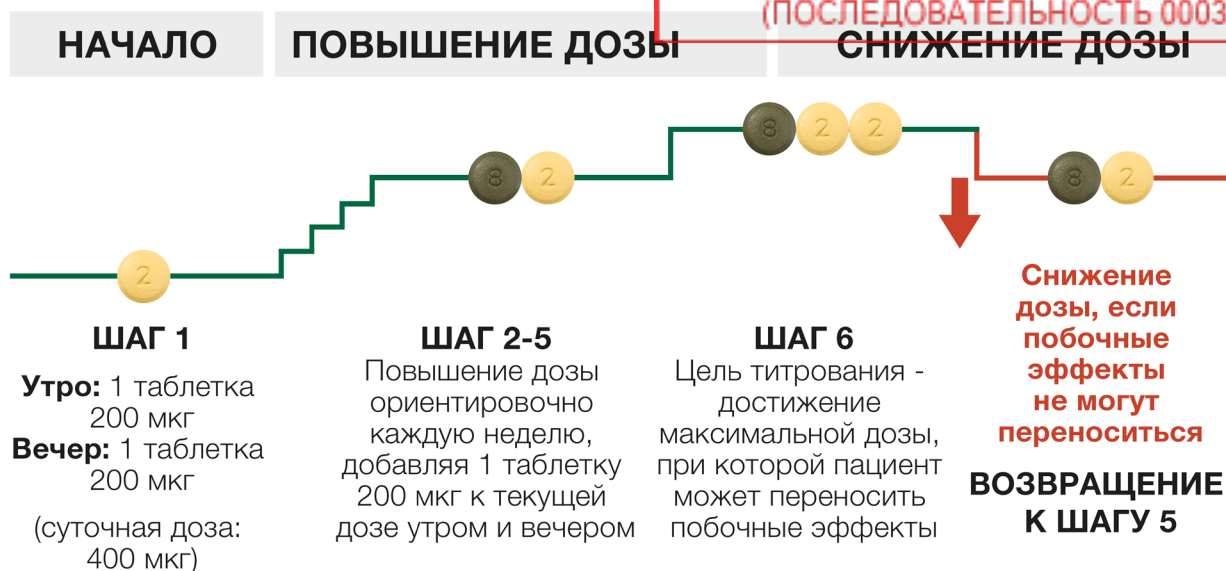 (ПОСЛЕДОВАТЕЛЬНОСТЬ 0003
НАЧАЛО
ПОВЫШЕНИЕ ДОЗЫ
СНИЖЕНИЕ ДОЗЫ
8 2 2
8 2
8 2
2
ШАГ 1
Утро: 1 таблетка
200 мкг
Вечер: 1 таблетка
200 мкг
(суточная доза:
400 мкг)
ШАГ 2-5
Повышение дозы
ориентировочно
каждую неделю,
добавляя 1 таблетку
200 мкг к текущей
дозе утром и вечером
ШАГ 6
Цель титрования -
достижение
максимальной дозы,
при которой пациент
может переносить
побочные эффекты
Снижение
дозы, если
побочные
эффекты
не могут
переноситься
ВОЗВРАЩЕНИЕ
К ШАГУ 5